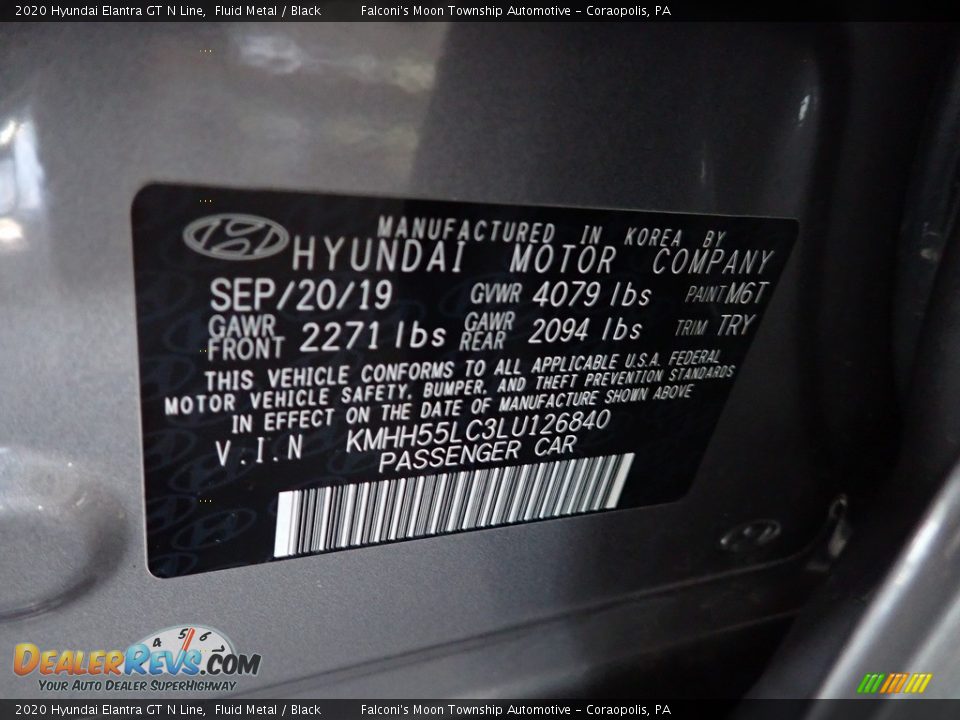 2020 Hyundai Elantra GT N Line, Fluid Metal / Black Falconi's Moon Township Automotive - Coraopolis, PA
MANUFACTURED IN KOREA BY
HYUNDAI MOTOR COMPANY
SEP/20/19 GVWR 4079 lbs PAINT M6T
GAWR FRONT 2271 lbs GAWR REAR 2094 lbs TRIM TRY
THIS VEHICLE CONFORMS TO ALL APPLICABLE U.S.A. FEDERAL
MOTOR VEHICLE SAFETY, BUMPER, AND THEFT PREVENTION STANDARDS
IN EFFECT ON THE DATE OF MANUFACTURE SHOWN ABOVE
V.I.N KMHH55LC3LU126840
PASSENGER CAR
4 5 6 7
DealerRevs.com
Your Auto Dealer SuperHighway
2020 Hyundai Elantra GT N Line, Fluid Metal / Black Falconi's Moon Township Automotive - Coraopolis, PA